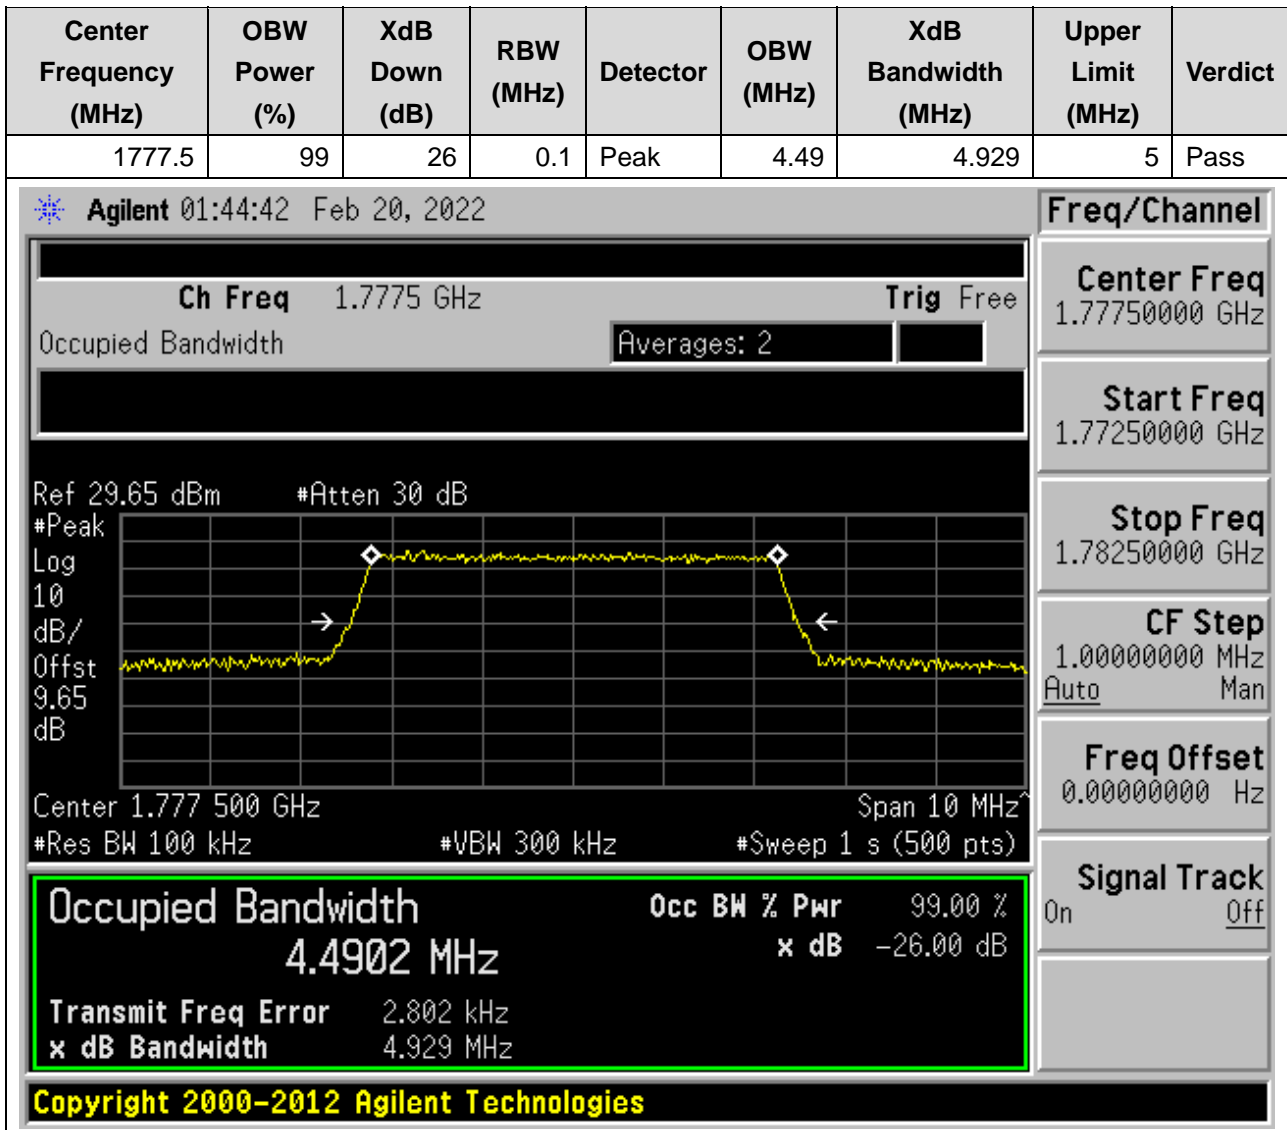 Center Frequency (MHz) OBW Power (%) XdB Down (dB) RBW (MHz) Detector OBW (MHz) XdB Bandwidth (MHz) Upper Limit (MHz) Verdict
1777.5 99 26 0.1 Peak 4.49 4.929 5 Pass
Agilent 01:44:42 Feb 20, 2022
Freq/Channel
Ch Freq 1.7775 GHz Trig Free
Occupied Bandwidth Averages: 2
Center Freq
1.77750000 GHz
Start Freq
1.77250000 GHz
Stop Freq
1.78250000 GHz
CF Step
1.00000000 MHz
Auto Man
Freq Offset
0.00000000 Hz
Signal Track
On Off
Ref 29.65 dBm #Atten 30 dB
#Peak
Log
10
dB/
Offst
9.65
dB
Center 1.777 500 GHz Span 10 MHz^
#Res BW 100 kHz #VBW 300 kHz #Sweep 1 s (500 pts)
Occupied Bandwidth
4.4902 MHz
Occ BW % Pwr 99.00 %
x dB -26.00 dB
Transmit Freq Error 2.802 kHz
x dB Bandwidth 4.929 MHz
Copyright 2000-2012 Agilent Technologies